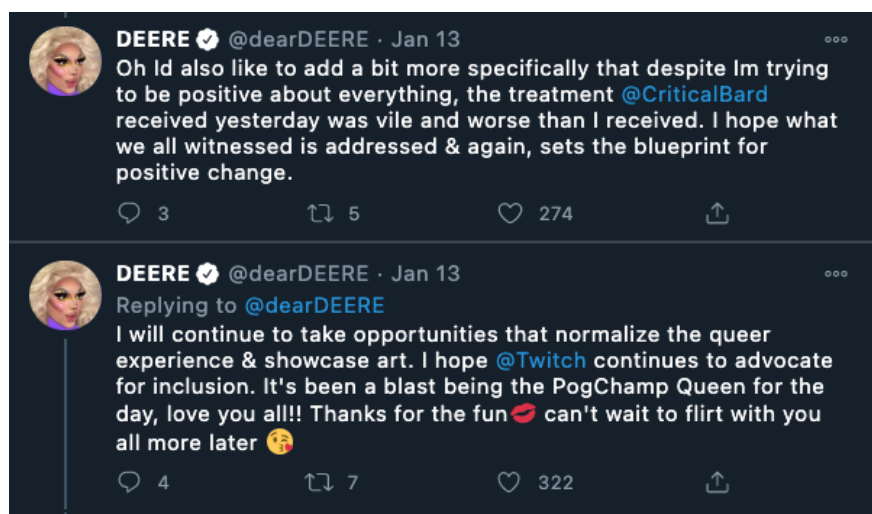 DEERE @dearDEERE · Jan 13
Oh Id also like to add a bit more specifically that despite Im trying
to be positive about everything, the treatment @CriticalBard
received yesterday was vile and worse than I received. I hope what
we all witnessed is addressed & again, sets the blueprint for
positive change.
3 5 274
DEERE @dearDEERE · Jan 13
Replying to @dearDEERE
I will continue to take opportunities that normalize the queer
experience & showcase art. I hope @Twitch continues to advocate
for inclusion. It's been a blast being the PogChamp Queen for the
day, love you all!! Thanks for the fun💋 can't wait to flirt with you
all more later 😘
4 7 322